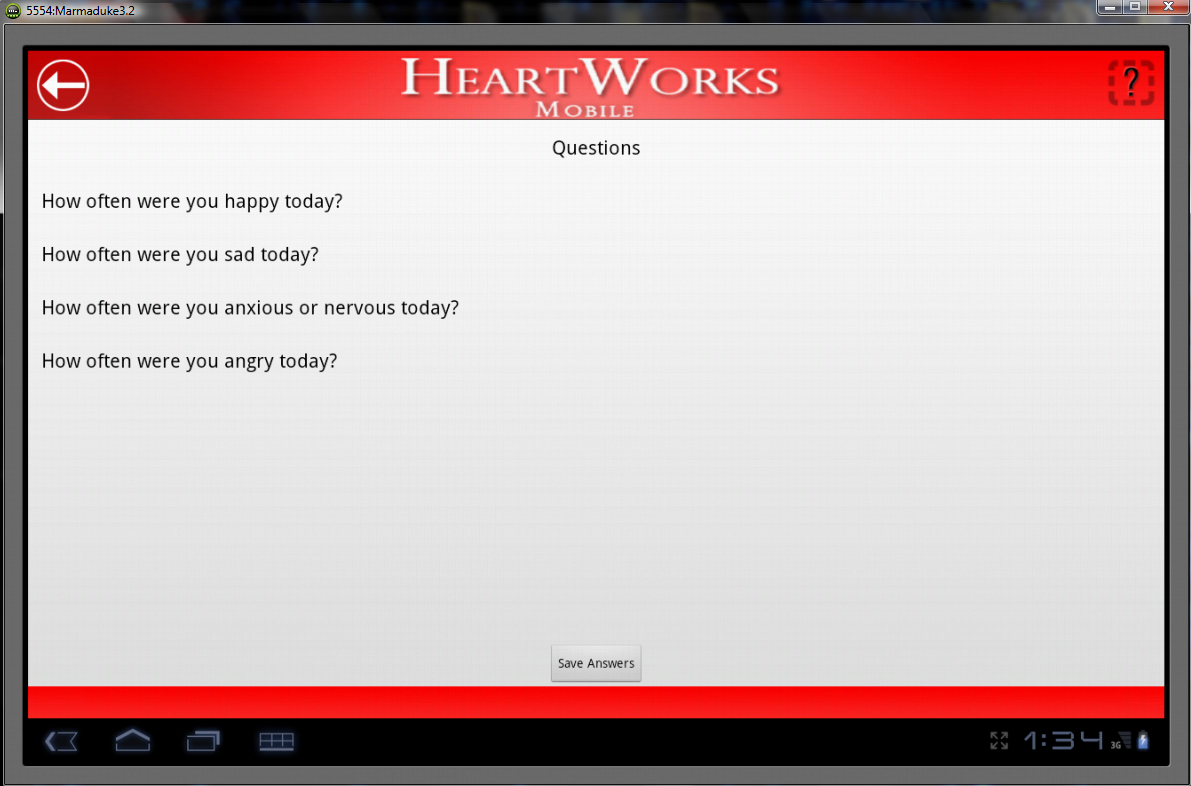 5554:Marmaduke3.2
HEARTWORKS
MOBILE
?
Questions
How often were you happy today?
How often were you sad today?
How often were you anxious or nervous today?
How often were you angry today?
Save Answers
1:34 3G